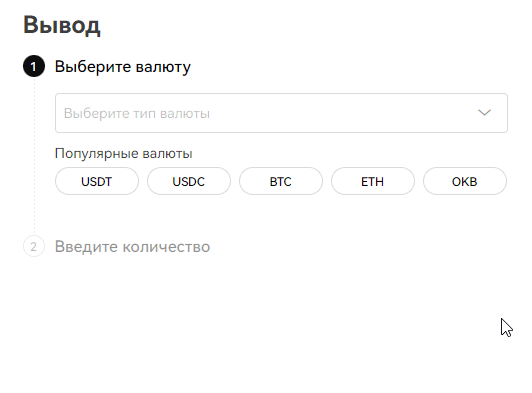 Вывод
1 Выберите валюту
Выберите тип валюты
Популярные валюты
USDT USDC BTC ETH OKB
2 Введите количество